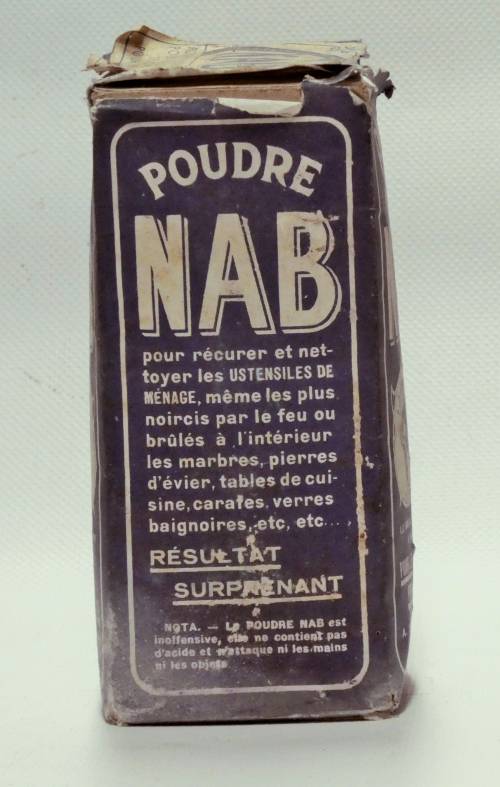 POUDRE
NAB
pour récurer et net-
toyer les USTENSILES DE
MÉNAGE, même les plus
noircis par le feu ou
brûlés à l'intérieur
les marbres, pierres
d'évier, tables de cui-
sine, carafes, verres
baignoires, etc, etc...
RÉSULTAT
SURPRENANT
NOTA. — La POUDRE NAB est
inoffensive, elle ne contient pas
d'acide et n'attaque ni les mains
ni les objets